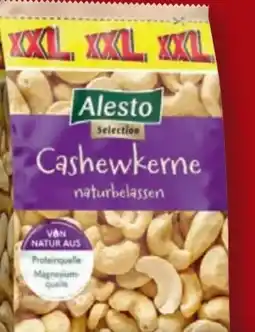 XXL XXL XXL
Alesto
Selection
Cashewkerne
naturbelassen
VON
NATUR AUS
Proteinquelle
Magnesium-
quelle